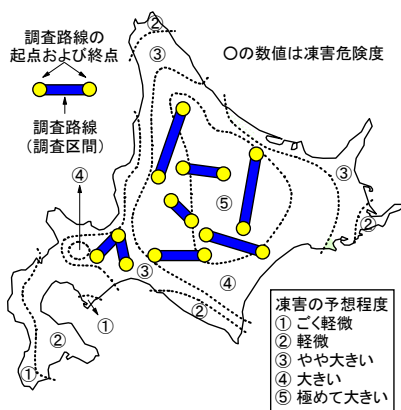 調査路線の
起点および終点
調査路線
(調査区間)
○の数値は凍害危険度
②
③
④
⑤
③
②
③
④
②
①
②
①
凍害の予想程度
① ごく軽微
② 軽微
③ やや大きい
④ 大きい
⑤ 極めて大きい